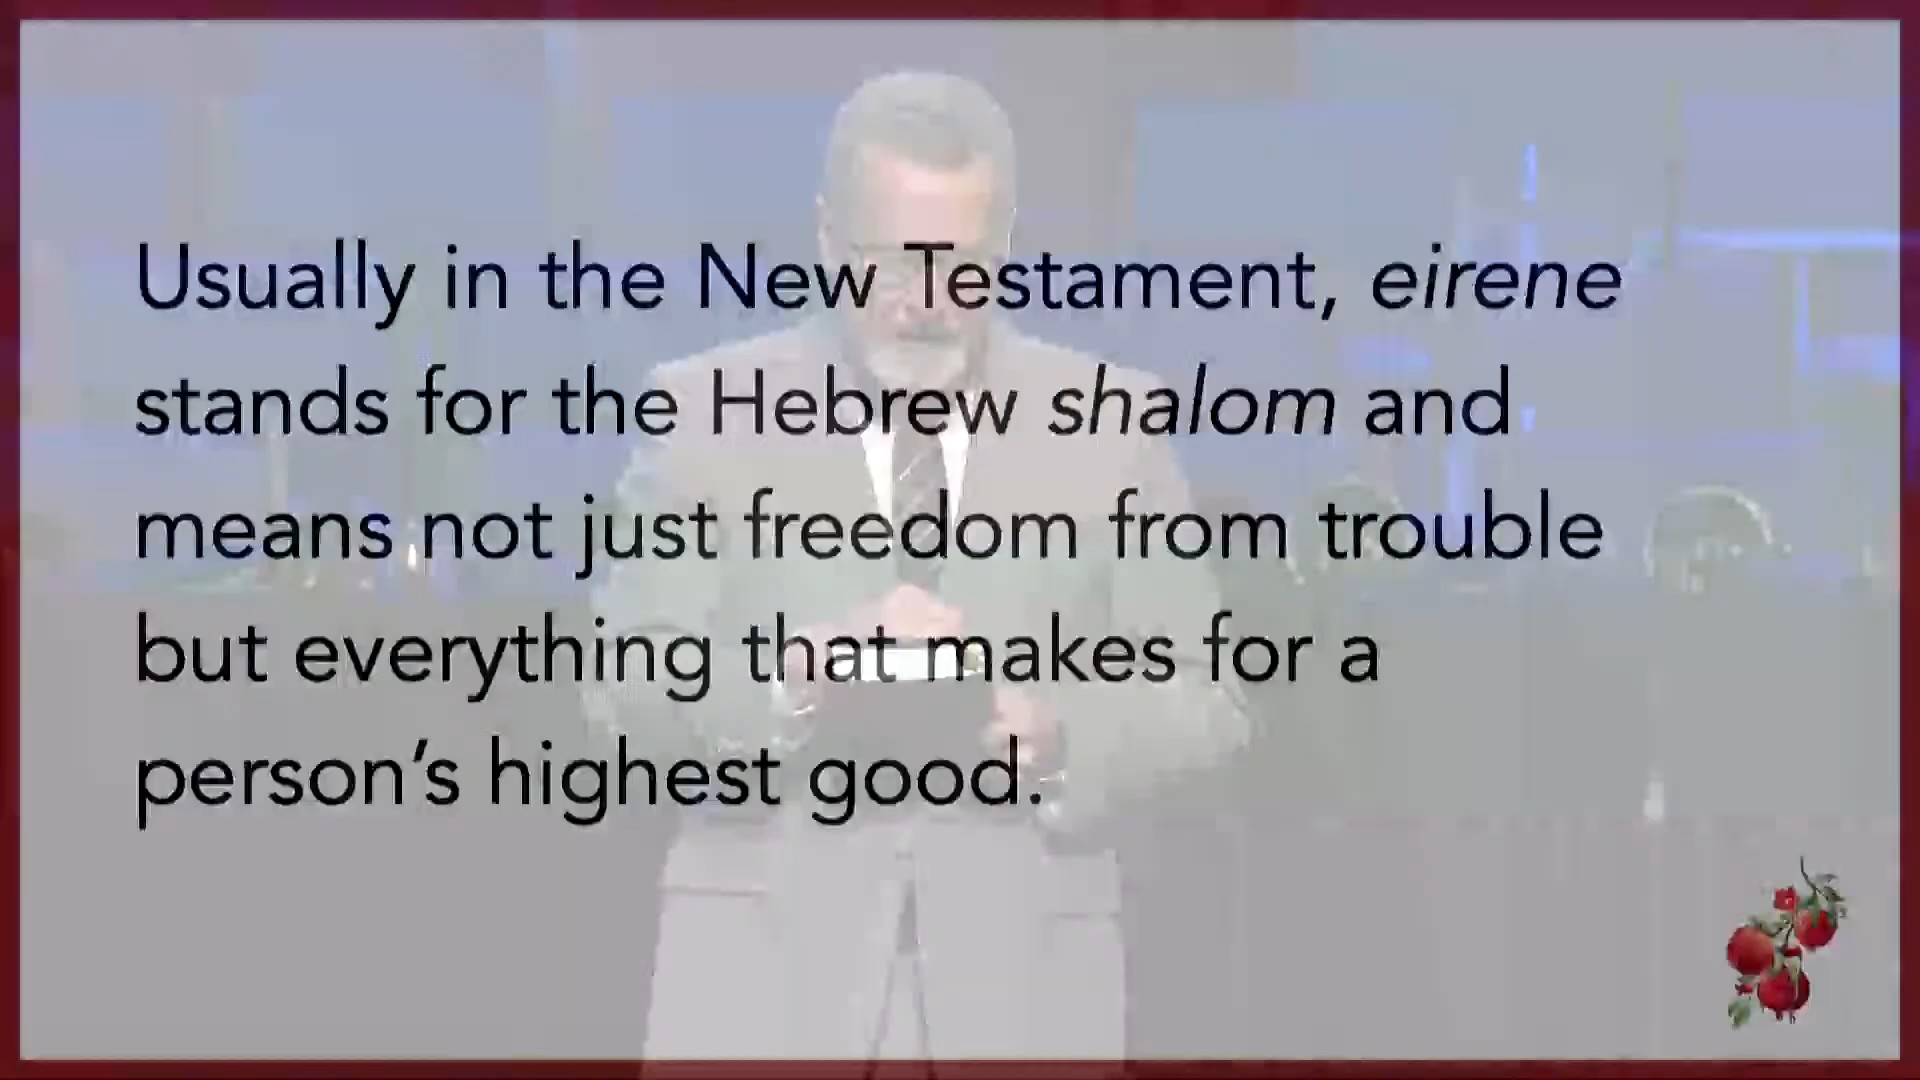 Usually in the New Testament, eirene
stands for the Hebrew shalom and
means not just freedom from trouble
but everything that makes for a
person’s highest good.